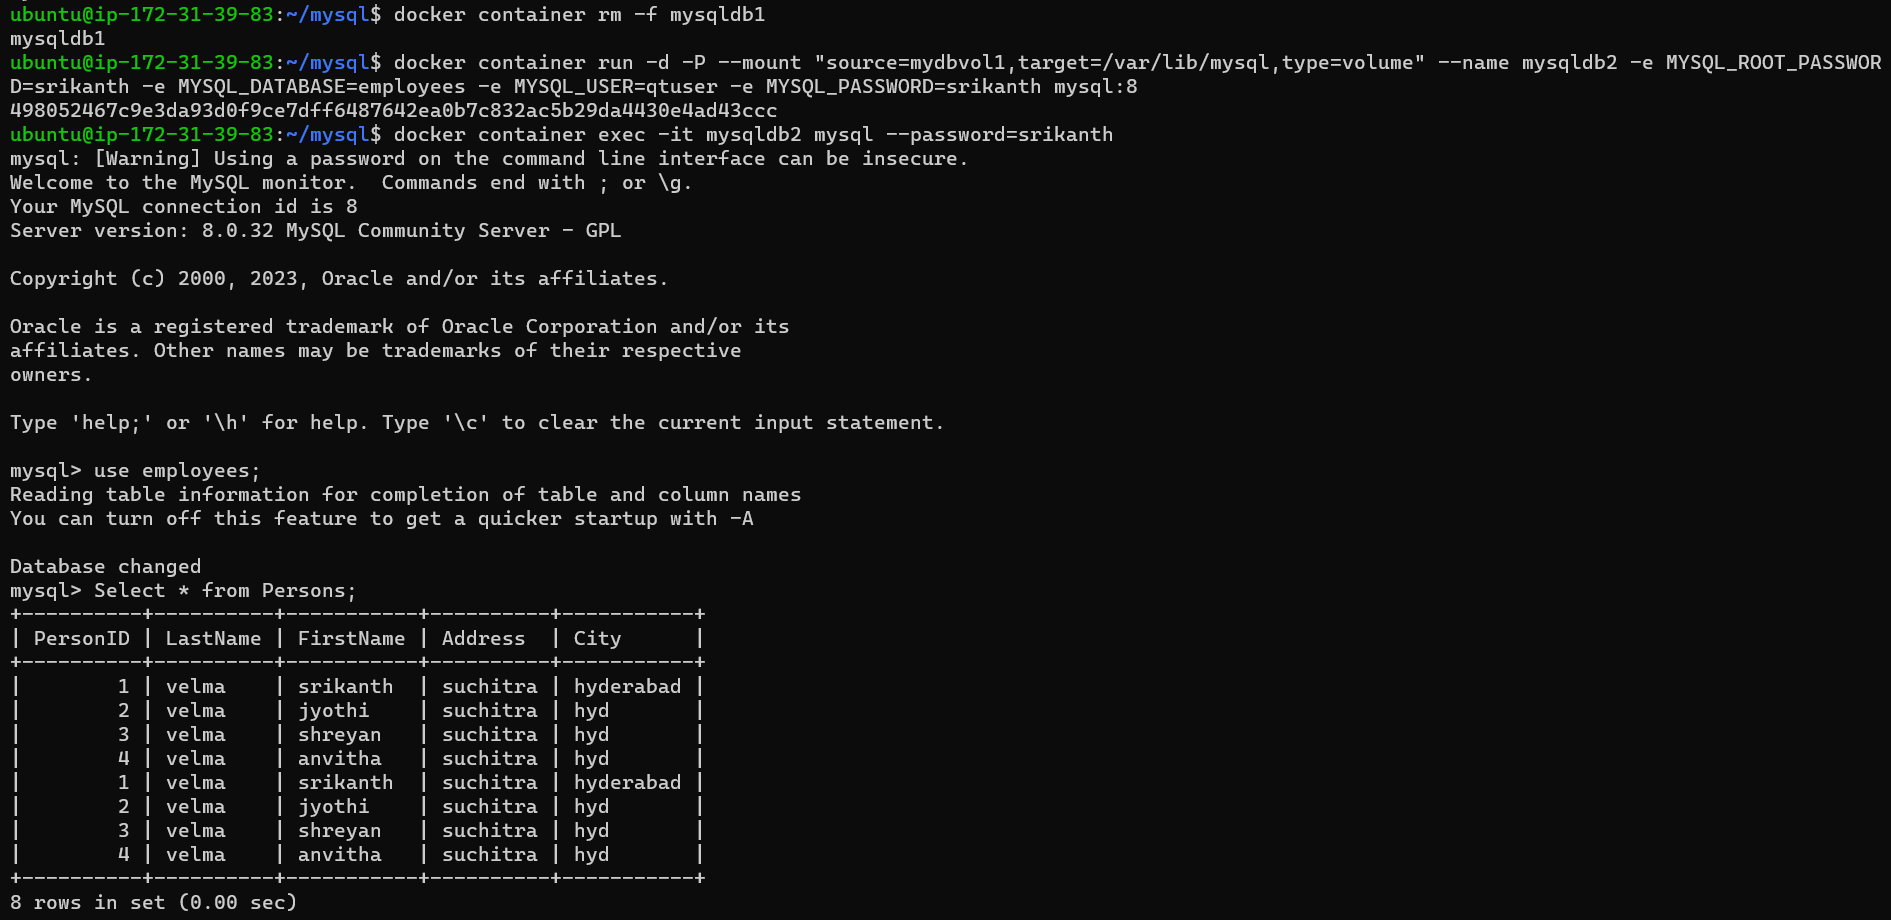 ubuntu@ip-172-31-39-83:~/mysql$ docker container rm -f mysqldb1
mysqldb1
ubuntu@ip-172-31-39-83:~/mysql$ docker container run -d -P --mount "source=mydbvol1,target=/var/lib/mysql,type=volume" --name mysqldb2 -e MYSQL_ROOT_PASSWOR
D=srikanth -e MYSQL_DATABASE=employees -e MYSQL_USER=qtuser -e MYSQL_PASSWORD=srikanth mysql:8
498052467c9e3da93d0f9ce7dff6487642ea0b7c832ac5b29da4430e4ad43ccc
ubuntu@ip-172-31-39-83:~/mysql$ docker container exec -it mysqldb2 mysql --password=srikanth
mysql: [Warning] Using a password on the command line interface can be insecure.
Welcome to the MySQL monitor.  Commands end with ; or \g.
Your MySQL connection id is 8
Server version: 8.0.32 MySQL Community Server - GPL

Copyright (c) 2000, 2023, Oracle and/or its affiliates.

Oracle is a registered trademark of Oracle Corporation and/or its
affiliates. Other names may be trademarks of their respective
owners.

Type 'help;' or '\h' for help. Type '\c' to clear the current input statement.

mysql> use employees;
Reading table information for completion of table and column names
You can turn off this feature to get a quicker startup with -A

Database changed
mysql> Select * from Persons;
+----------+----------+-----------+----------+-----------+
| PersonID | LastName | FirstName | Address  | City      |
+----------+----------+-----------+----------+-----------+
|        1 | velma    | srikanth  | suchitra | hyderabad |
|        2 | velma    | jyothi    | suchitra | hyd       |
|        3 | velma    | shreyan   | suchitra | hyd       |
|        4 | velma    | anvitha   | suchitra | hyd       |
|        1 | velma    | srikanth  | suchitra | hyderabad |
|        2 | velma    | jyothi    | suchitra | hyd       |
|        3 | velma    | shreyan   | suchitra | hyd       |
|        4 | velma    | anvitha   | suchitra | hyd       |
+----------+----------+-----------+----------+-----------+
8 rows in set (0.00 sec)